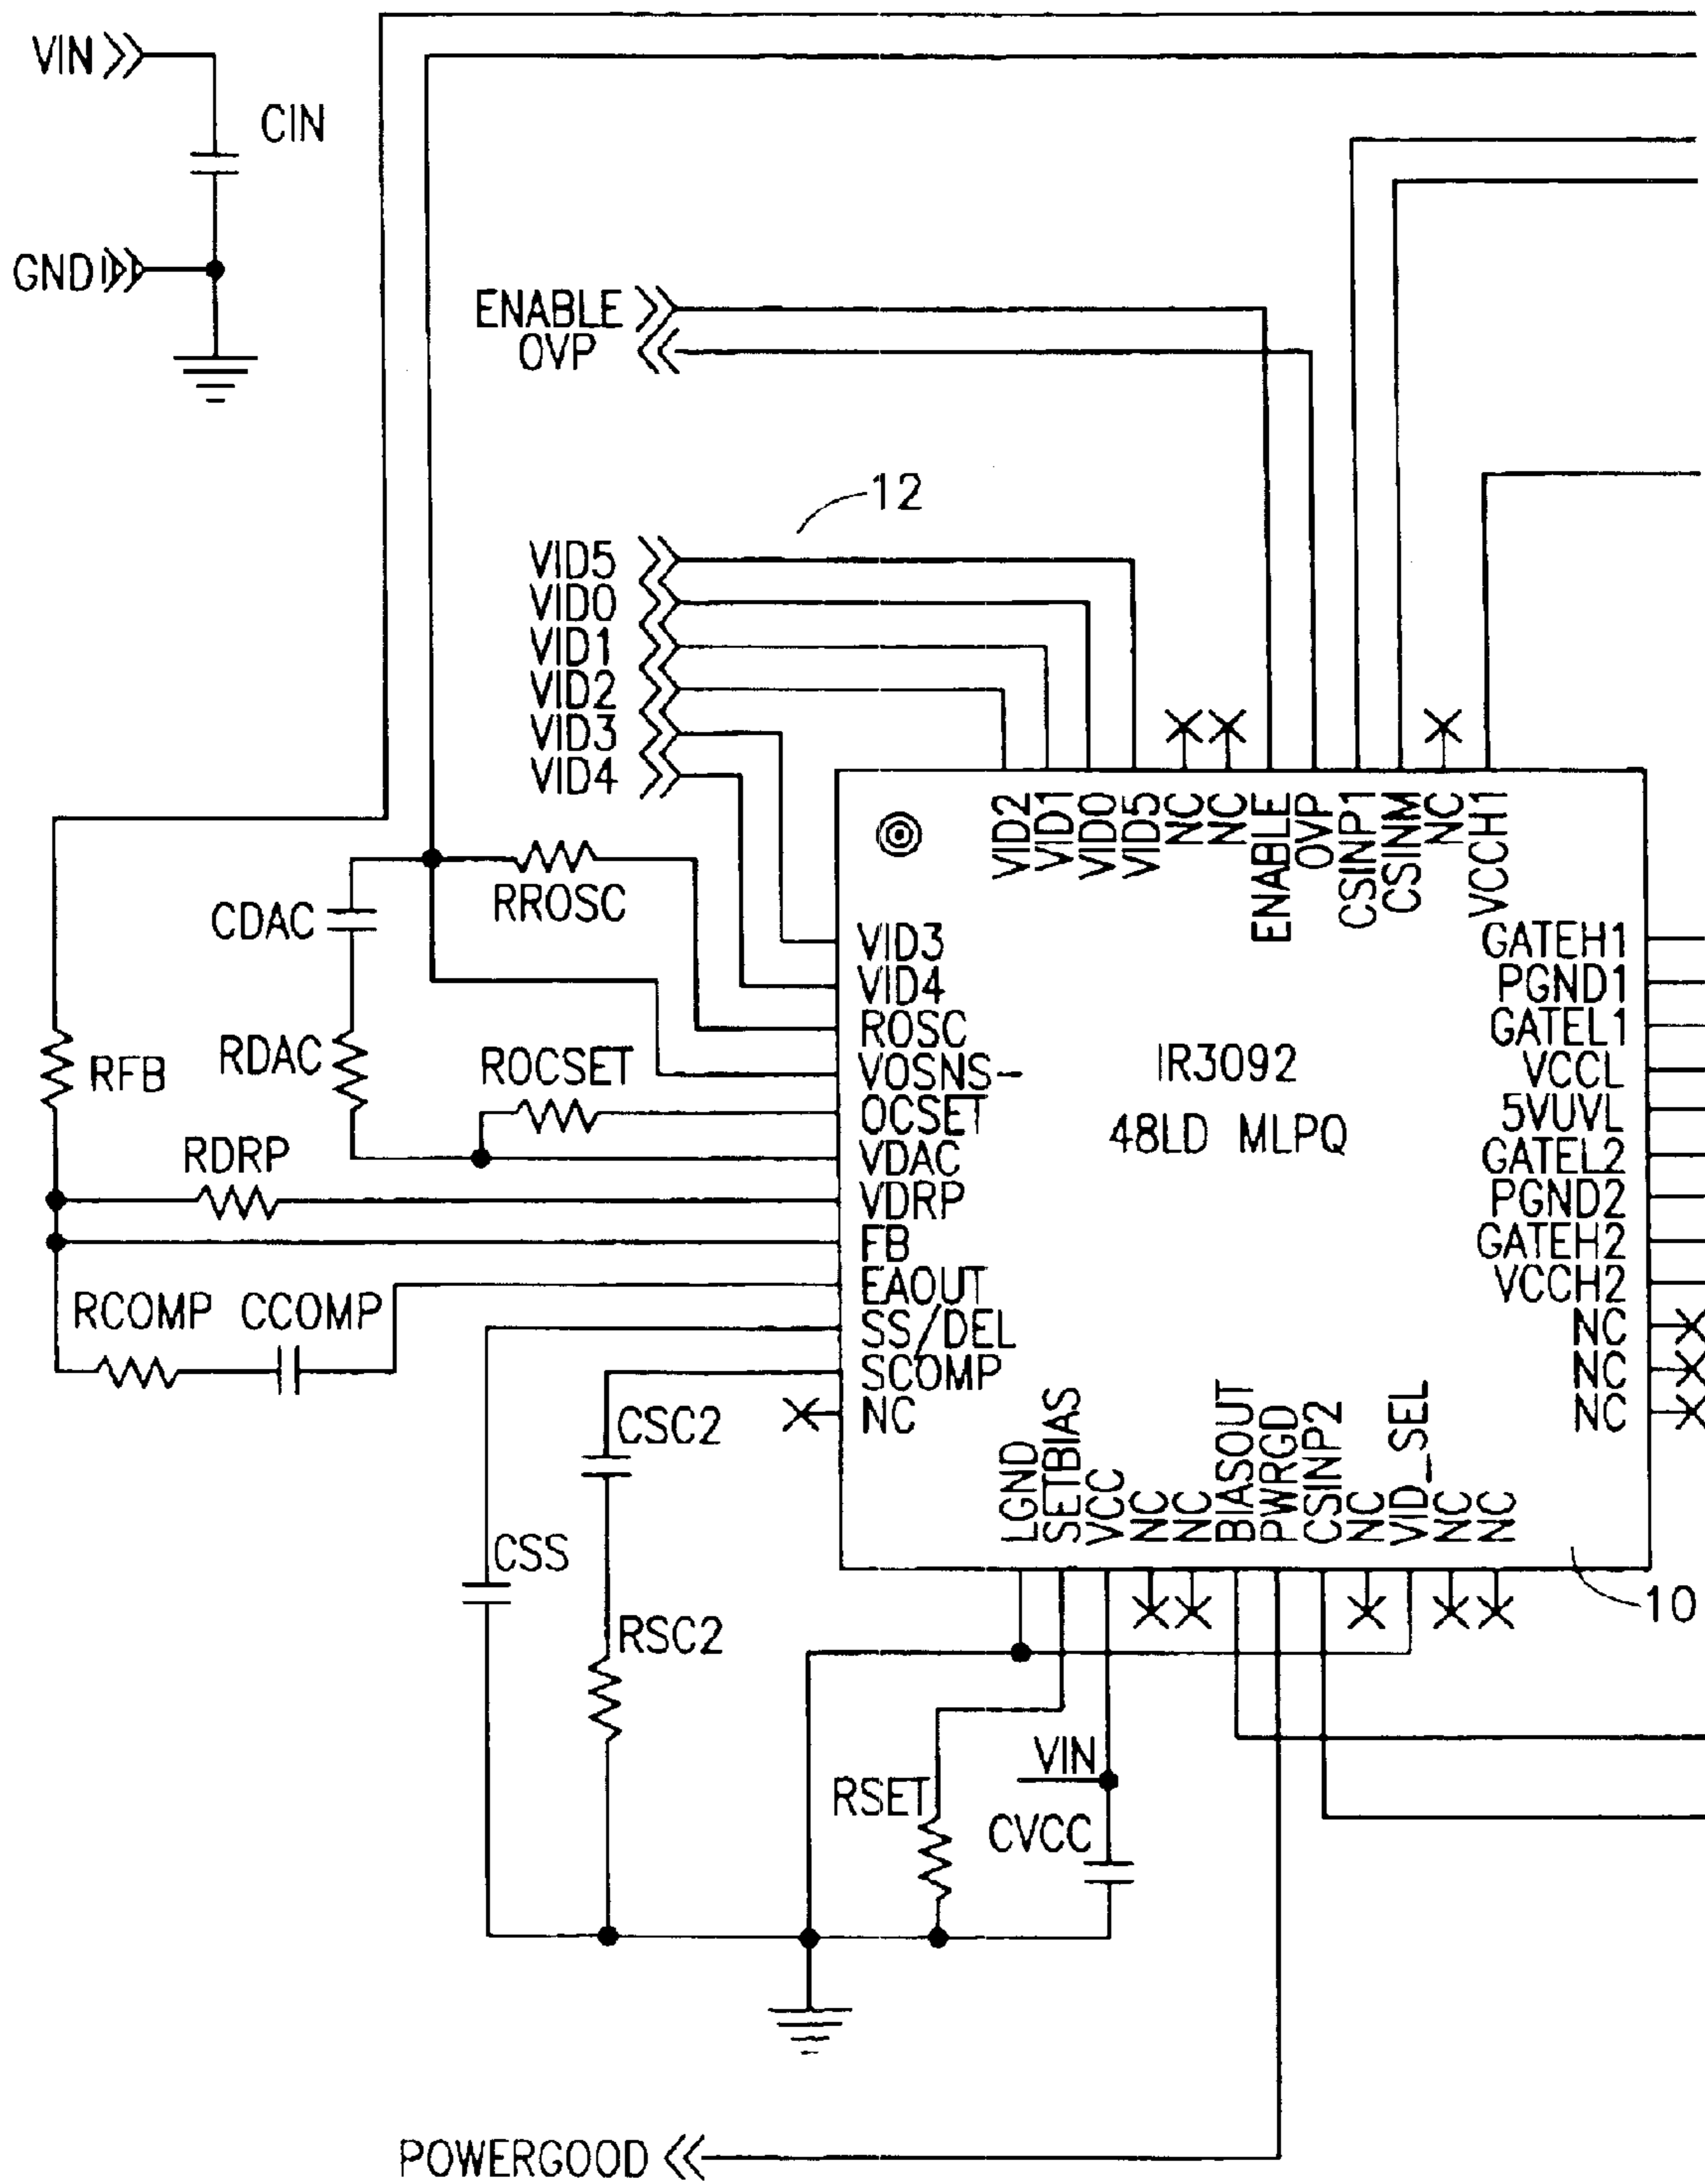 VIN
CIN
GND
ENABLE
OVP
12
VID5
VID0
VID1
VID2
VID3
VID4
VID2
VID1
VID0
VID5
NC
NC
ENABLE
OVP
CSINP1
CSINM
NC
VCCH1
RROSC
CDAC
RDAC
ROCSET
RFB
RDRP
RCOMP CCOMP
VID3
VID4
ROSC
VOSNS-
OCSET
VDAC
VDRP
FB
EAOUT
SS/DEL
SCOMP
NC
IR3092
48LD MLPQ
GATEH1
PGND1
GATEL1
VCCL
5VUVL
GATEL2
PGND2
GATEH2
VCCH2
NC
NC
NC
LGND
SETBIAS
VCC
NC
NC
BIASOUT
PWRGD
CSINP2
NC
VID_SEL
NC
NC
10
CSC2
CSS
RSC2
VIN
RSET
CVCC
POWERGOOD